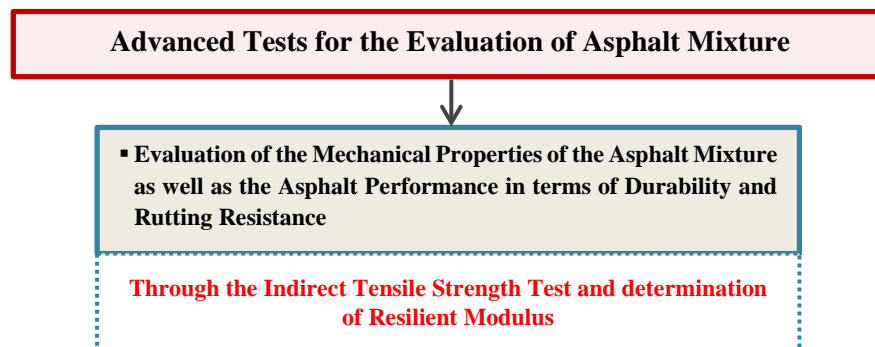 Advanced Tests for the Evaluation of Asphalt Mixture
▪ Evaluation of the Mechanical Properties of the Asphalt Mixture
as well as the Asphalt Performance in terms of Durability and
Rutting Resistance
Through the Indirect Tensile Strength Test and determination
of Resilient Modulus